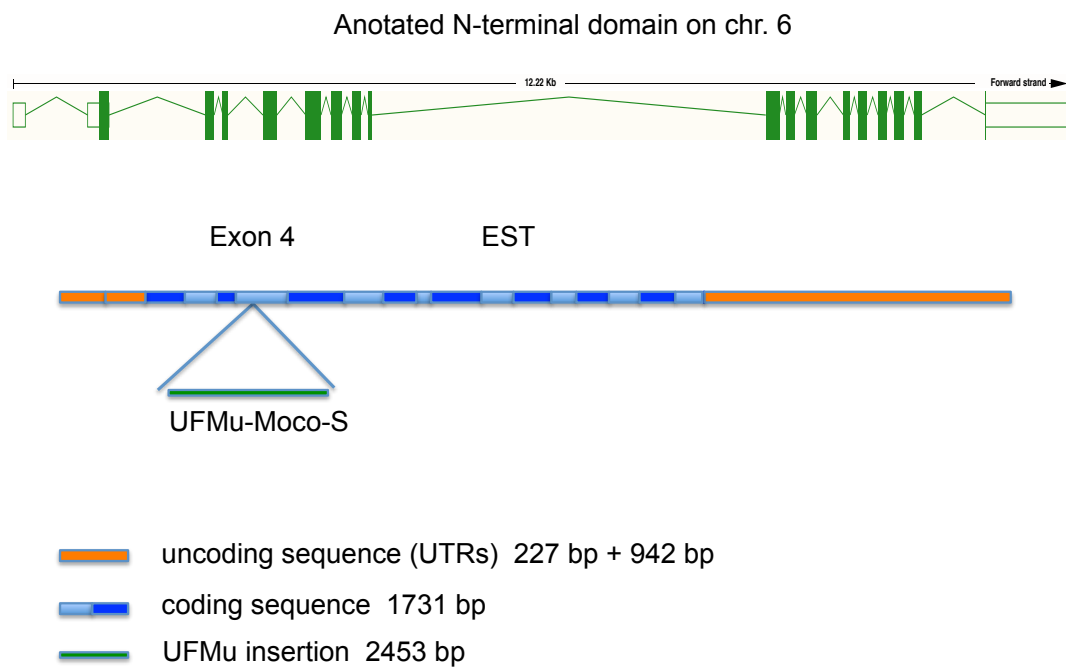 Anotated N-terminal domain on chr. 6
12.22 Kb
Forward strand
Exon 4
EST
UFMu-Moco-S
uncoding sequence (UTRs) 227 bp + 942 bp
coding sequence 1731 bp
UFMu insertion 2453 bp